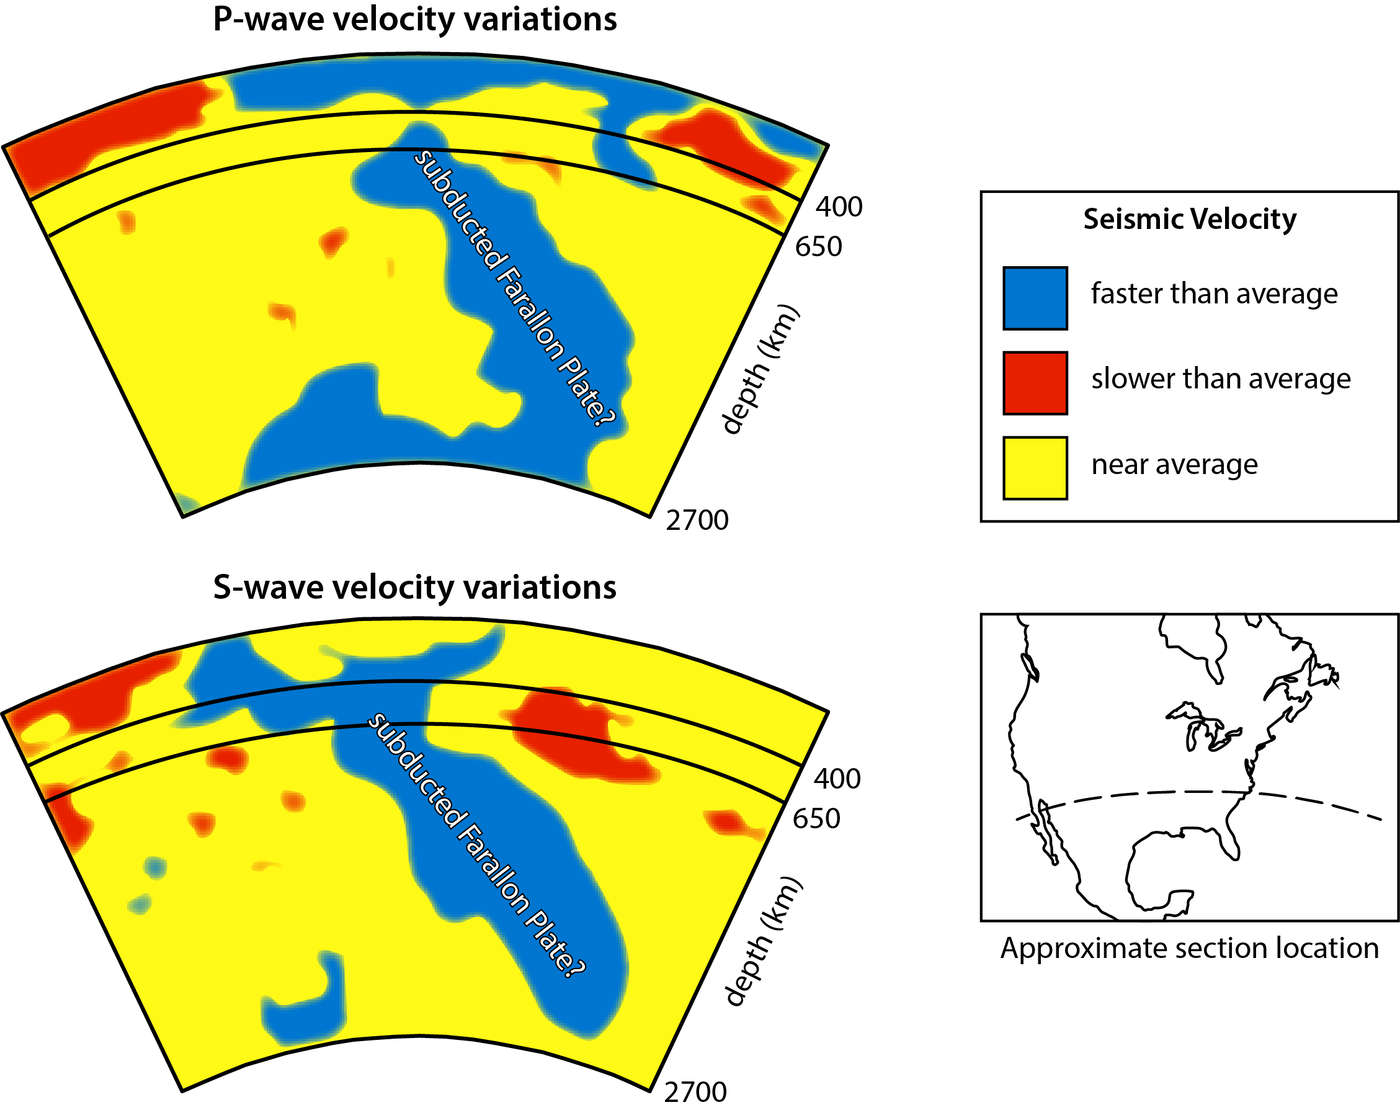 P-wave velocity variations
subducted Farallon Plate?
400
650
depth (km)
2700
Seismic Velocity
faster than average
slower than average
near average
S-wave velocity variations
subducted Farallon Plate?
400
650
depth (km)
2700
Approximate section location